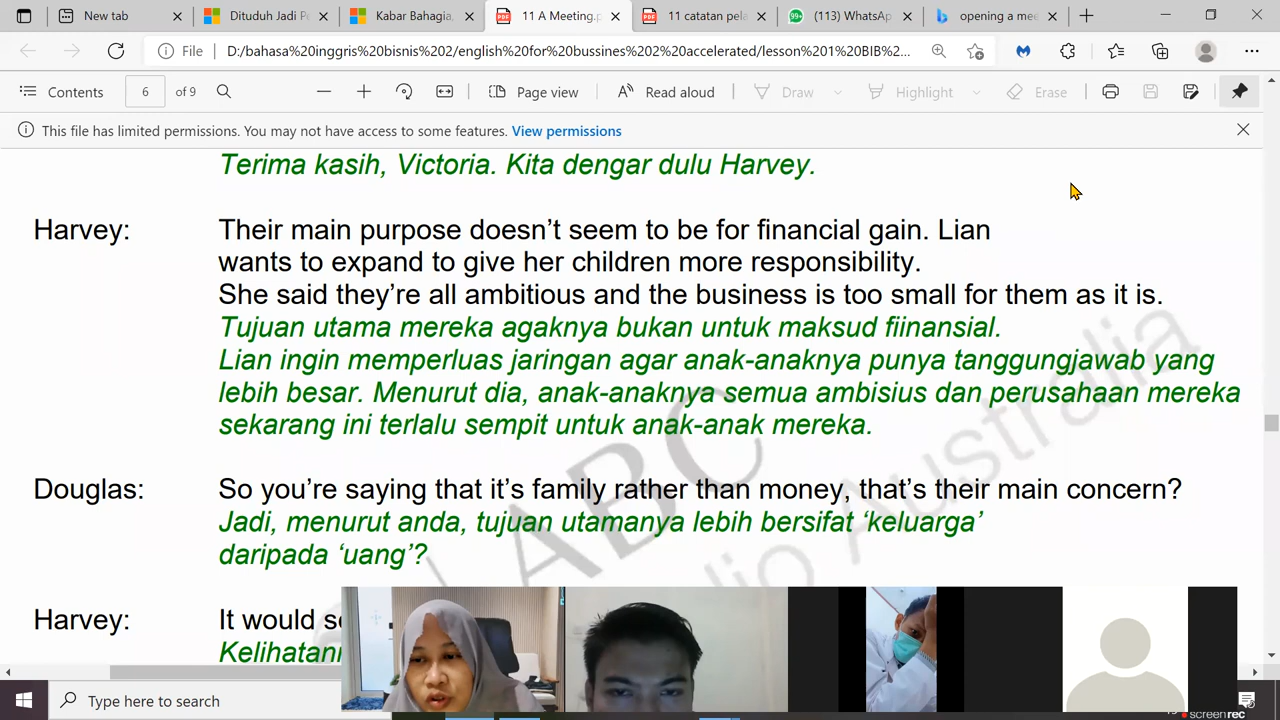 New tab
Dituduh Jadi P
Kabar Bahagia,
11 A Meeting.p
11 catatan pela
99+
(113) WhatsAp
opening a mee
File
D:/bahasa%20inggris%20bisnis%202/english%20for%20bussines%202%20accelerated/lesson%201%20BIB%2...
Contents
6
of 9
Page view
Read aloud
Draw
Highlight
Erase
This file has limited permissions. You may not have access to some features. View permissions
Terima kasih, Victoria. Kita dengar dulu Harvey.
Harvey: Their main purpose doesn't seem to be for financial gain. Lian
wants to expand to give her children more responsibility.
She said they're all ambitious and the business is too small for them as it is.
Tujuan utama mereka agaknya bukan untuk maksud fiinansial.
Lian ingin memperluas jaringan agar anak-anaknya punya tanggungjawab yang
lebih besar. Menurut dia, anak-anaknya semua ambisius dan perusahaan mereka
sekarang ini terlalu sempit untuk anak-anak mereka.
Douglas: So you're saying that it's family rather than money, that's their main concern?
Jadi, menurut anda, tujuan utamanya lebih bersifat 'keluarga'
daripada 'uang'?
Harvey: It would
ABC
Australia
Type here to search
screenrec